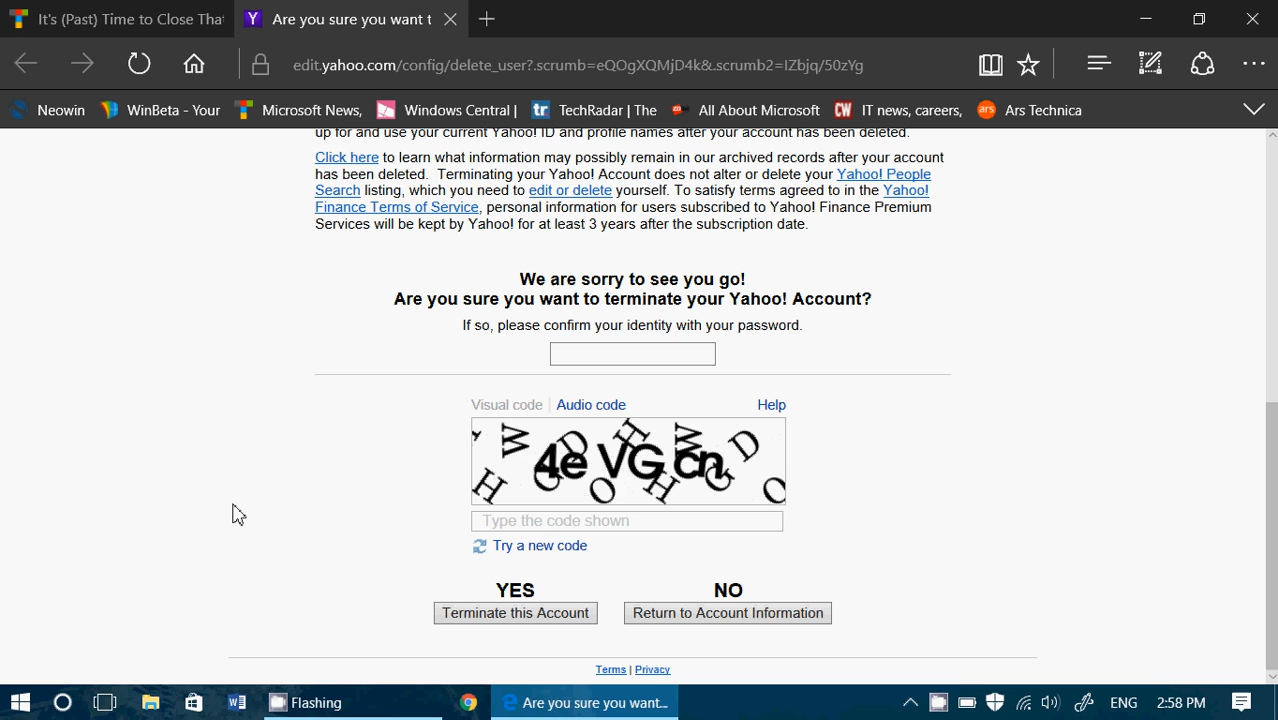 It's (Past) Time to Close That
Y Are you sure you want t
edit.yahoo.com/config/delete_user?.scrumb=eQOgXQMjD4k&.scrumb2=IZbjq/50zYg
Neowin WinBeta - Your Microsoft News, Windows Central | tr TechRadar | The All About Microsoft CW IT news, careers, ars Ars Technica
up for and use your current Yahoo! ID and profile names after your account has been deleted.
Click here to learn what information may possibly remain in our archived records after your account
has been deleted. Terminating your Yahoo! Account does not alter or delete your Yahoo! People
Search listing, which you need to edit or delete yourself. To satisfy terms agreed to in the Yahoo!
Finance Terms of Service, personal information for users subscribed to Yahoo! Finance Premium
Services will be kept by Yahoo! for at least 3 years after the subscription date.
We are sorry to see you go!
Are you sure you want to terminate your Yahoo! Account?
If so, please confirm your identity with your password.
Visual code | Audio code Help
4e VG cn
Type the code shown
Try a new code
YES NO
Terminate this Account Return to Account Information
Terms | Privacy
Flashing Are you sure you want... ENG 2:58 PM